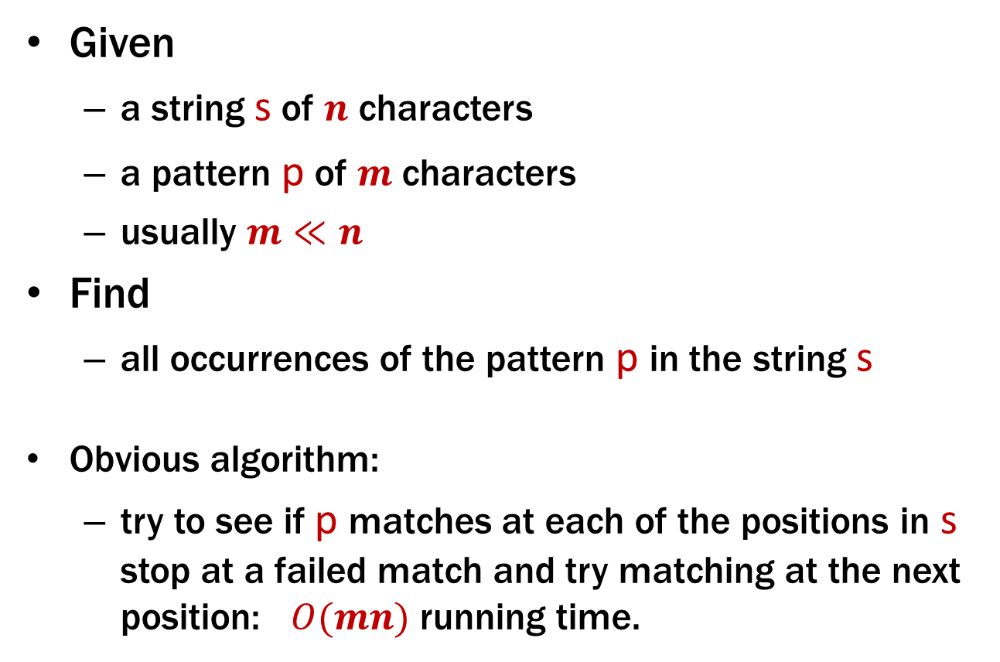 • Given
– a string s of n characters
– a pattern p of m characters
– usually m ≪ n
• Find
– all occurrences of the pattern p in the string s
• Obvious algorithm:
– try to see if p matches at each of the positions in s
stop at a failed match and try matching at the next
position: O(mn) running time.